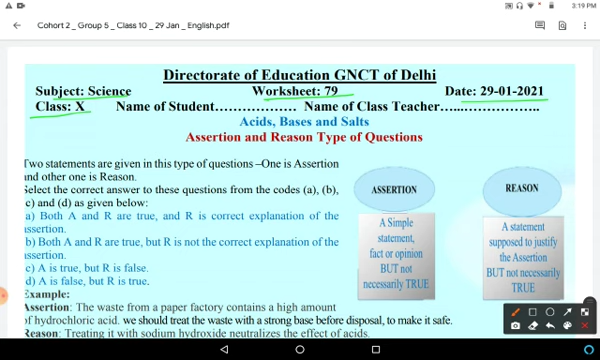 3:19 PM
Cohort 2 _ Group 5 _ Class 10 _ 29 Jan _ English.pdf
Directorate of Education GNCT of Delhi
Subject: Science Worksheet: 79 Date: 29-01-2021
Class: X Name of Student……………… Name of Class Teacher…...……………..
Acids, Bases and Salts
Assertion and Reason Type of Questions
Two statements are given in this type of questions –One is Assertion
and other one is Reason.
Select the correct answer to these questions from the codes (a), (b),
(c) and (d) as given below:
a) Both A and R are true, and R is correct explanation of the
assertion.
b) Both A and R are true, but R is not the correct explanation of the
assertion.
c) A is true, but R is false.
d) A is false, but R is true.
ASSERTION
A Simple
statement,
fact or opinion
BUT not
necessarily TRUE
REASON
A statement
supposed to justify
the Assertion
BUT not necessarily
TRUE
Example:
Assertion: The waste from a paper factory contains a high amount
of hydrochloric acid. we should treat the waste with a strong base before disposal, to make it safe.
Reason: Treating it with sodium hydroxide neutralizes the effect of acids.